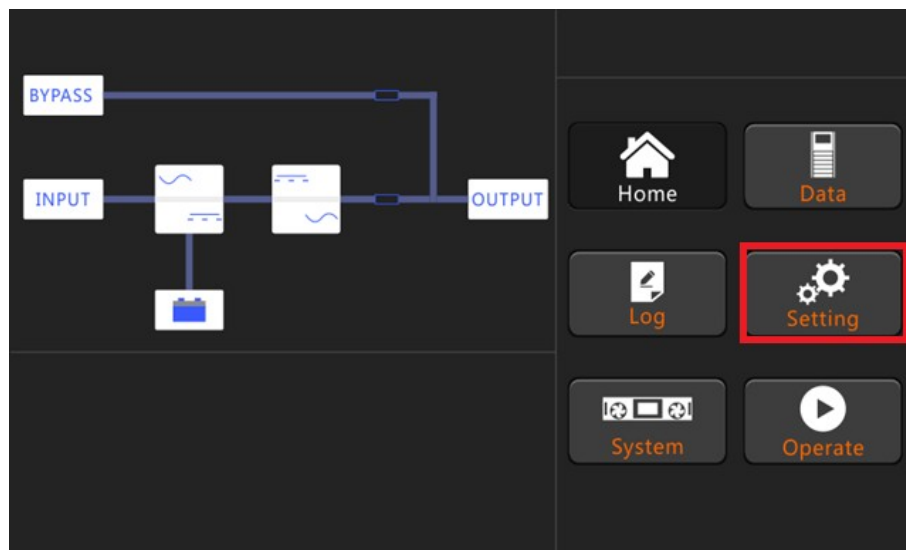 BYPASS
INPUT
OUTPUT
Home
Data
Log
Setting
System
Operate